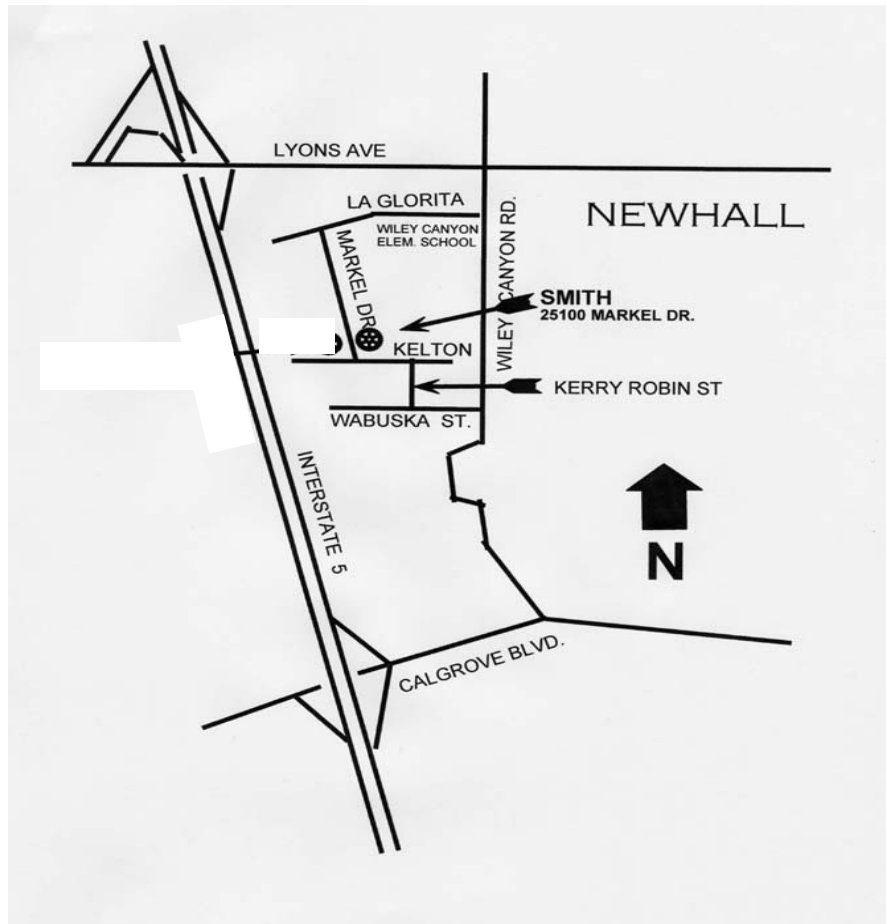 LYONS AVE
LA GLORITA
WILEY CANYON
ELEM. SCHOOL
NEWHALL
MARKEL DR.
WILEY CANYON RD.
SMITH
25100 MARKEL DR.
KELTON
KERRY ROBIN ST
WABUSKA ST.
INTERSTATE 5
N
CALGROVE BLVD.